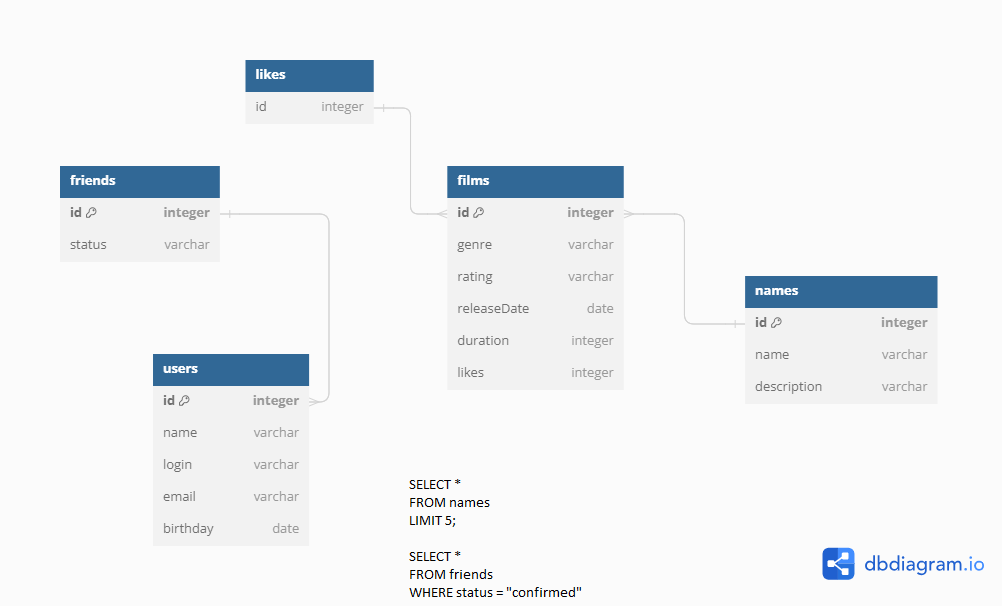 likes
id integer
friends
id integer
status varchar
films
id integer
genre varchar
rating varchar
releaseDate date
duration integer
likes integer
names
id integer
name varchar
description varchar
users
id integer
name varchar
login varchar
email varchar
birthday date
SELECT *
FROM names
LIMIT 5;
SELECT *
FROM friends
WHERE status = "confirmed"
dbdiagram.io